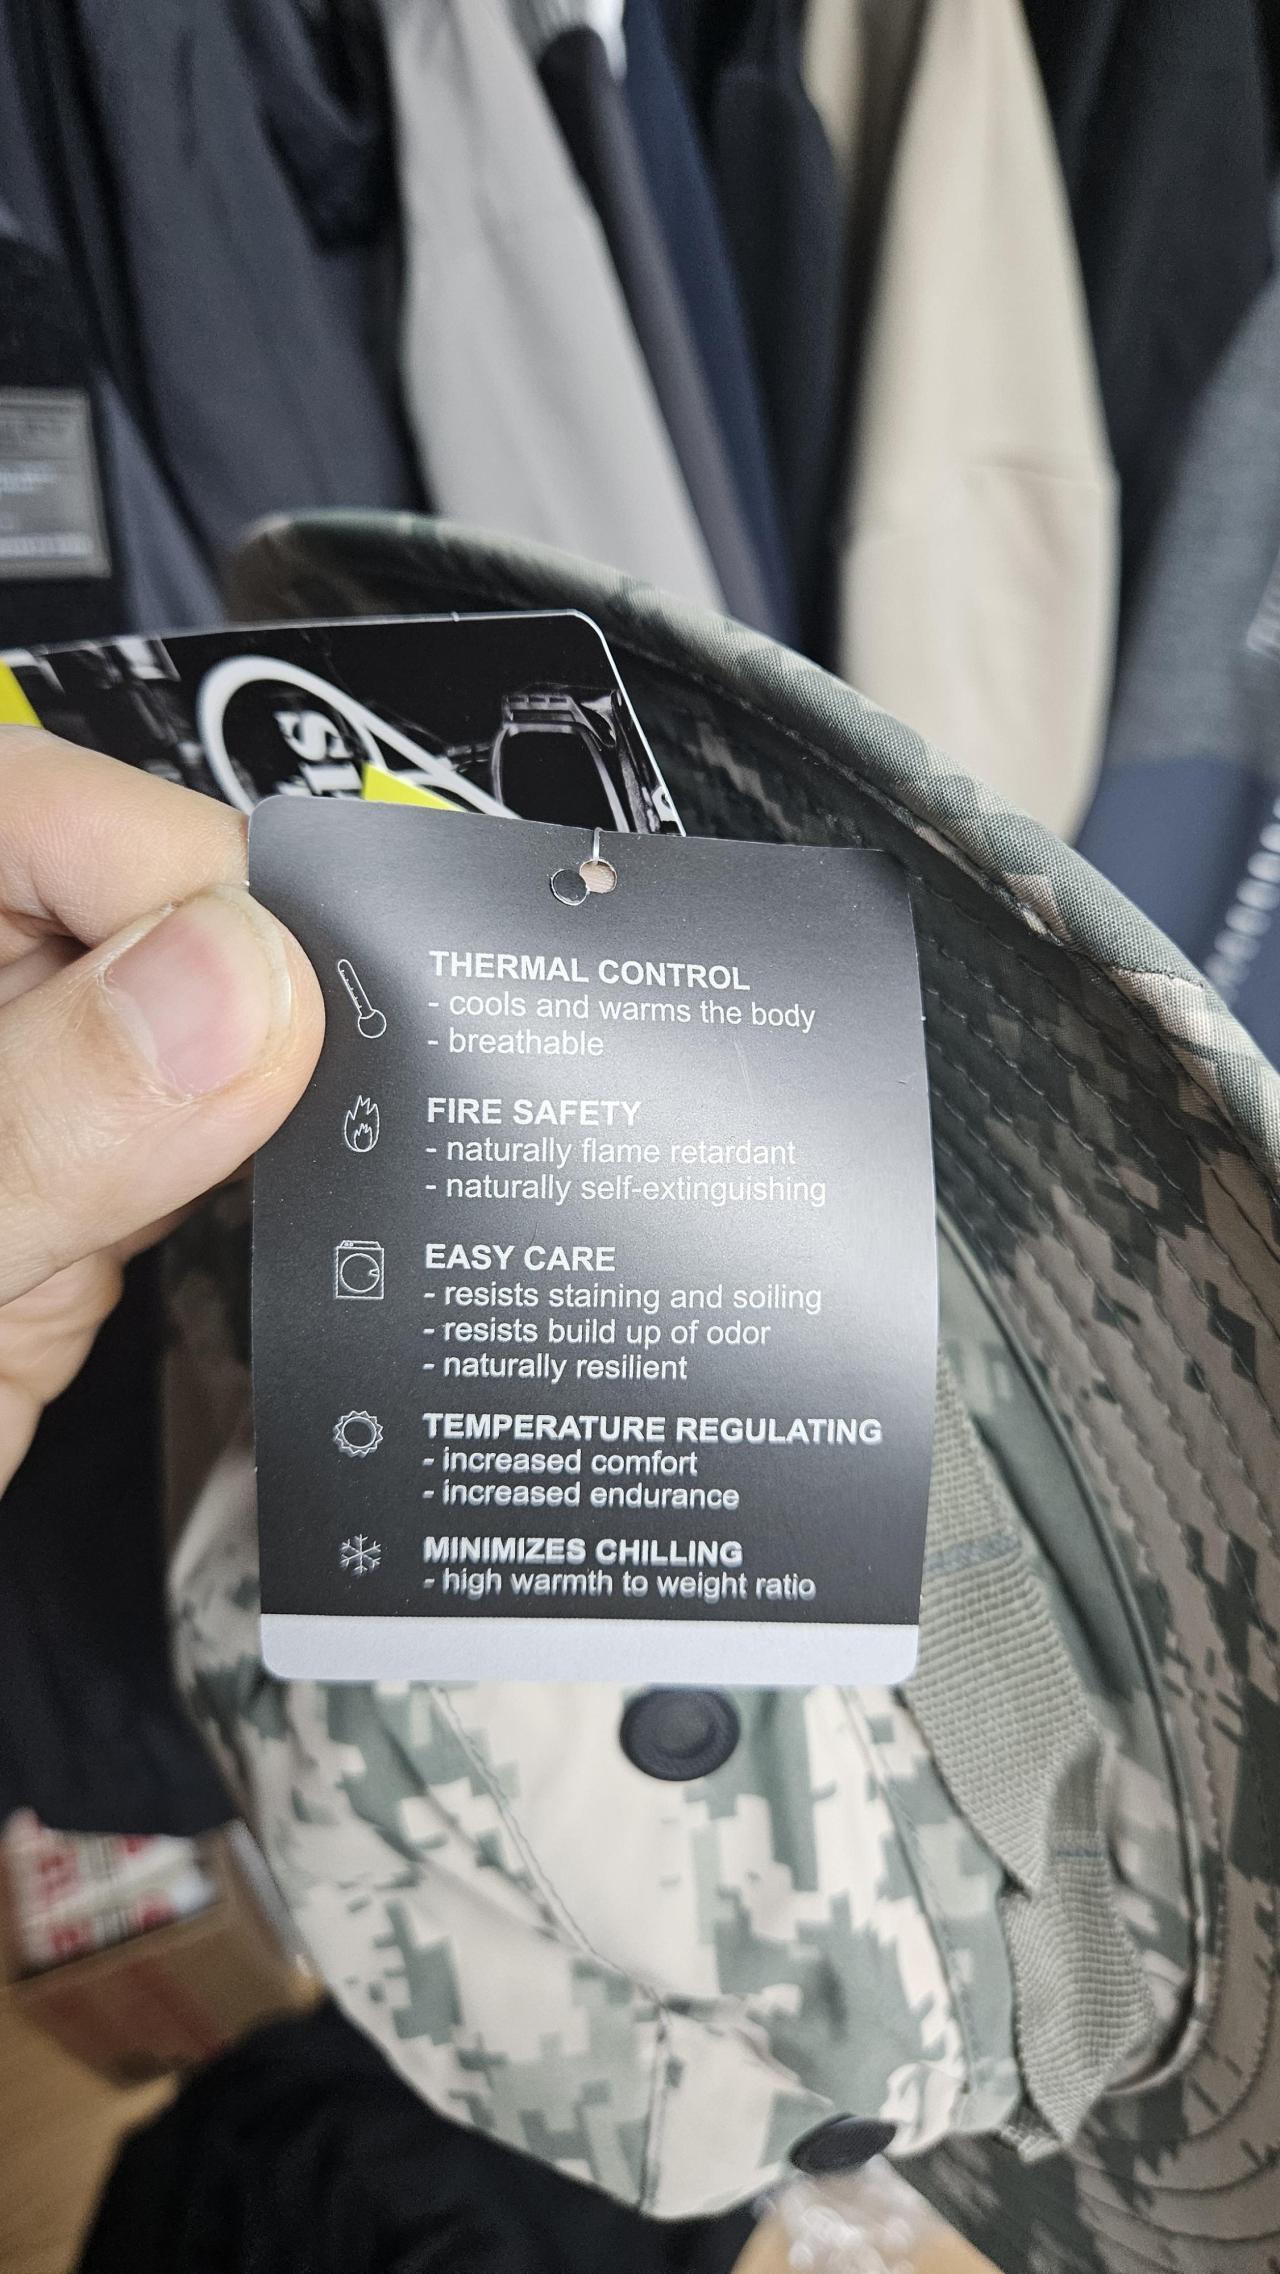 THERMAL CONTROL
- cools and warms the body
- breathable
FIRE SAFETY
- naturally flame retardant
- naturally self-extinguishing
EASY CARE
- resists staining and soiling
- resists build up of odor
- naturally resilient
TEMPERATURE REGULATING
- increased comfort
- increased endurance
MINIMIZES CHILLING
- high warmth to weight ratio